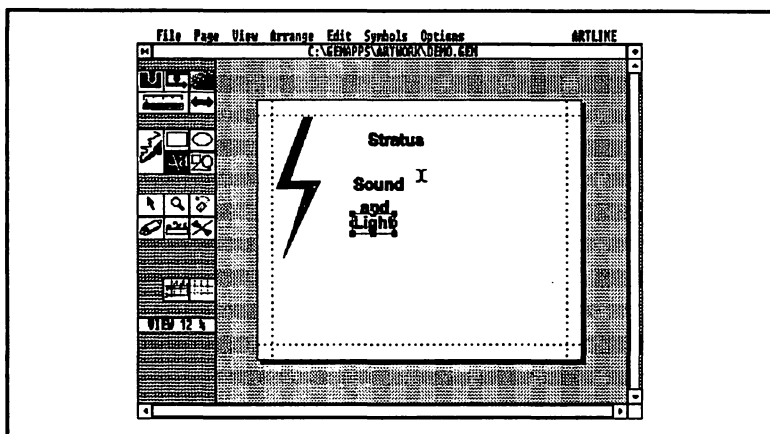 File Page View Arrange Edit Symbols Options ARTLINE
C:\GEMAPPS\ARTWORK\DEMO.GEM
Stratus
Sound
and
Light
VIEW 12 %